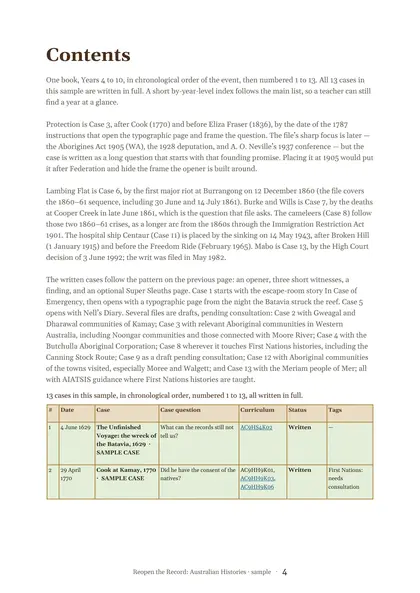 Contents
One book, Years 4 to 10, in chronological order of the event, then numbered 1 to 13. All 13 cases in
this sample are written in full. A short by-year-level index follows the main list, so a teacher can still
find a year at a glance.
Protection is Case 3, after Cook (1770) and before Eliza Fraser (1836), by the date of the 1787
instructions that open the typographic page and frame the question. The file's sharp focus is later —
the Aborigines Act 1905 (WA), the 1928 deputation, and A. O. Neville's 1937 conference — but the
case is written as a long question that starts with that founding promise. Placing it at 1905 would put
it after Federation and hide the frame the opener is built around.
Lambing Flat is Case 6, by the first major riot at Burrangong on 12 December 1860 (the file covers
the 1860–61 sequence, including 30 June and 14 July 1861). Burke and Wills is Case 7, by the deaths
at Cooper Creek in late June 1861, which is the question that file asks. The cameleers (Case 8) follow
those two 1860–61 crises, as a longer arc from the 1860s through the Immigration Restriction Act
1901. The hospital ship Centaur (Case 11) is placed by the sinking on 14 May 1943, after Broken Hill
(1 January 1915) and before the Freedom Ride (February 1965). Mabo is Case 13, by the High Court
decision of 3 June 1992; the writ was filed in May 1982.
The written cases follow the pattern on the previous page: an opener, three short witnesses, a
finding, and an optional Super Sleuths page. Case 1 starts with the escape-room story In Case of
Emergency, then opens with a typographic page from the night the Batavia struck the reef. Case 5
opens with Nell's Diary. Several files are drafts, pending consultation: Case 2 with Gweagal and
Dharawal communities of Kamay; Case 3 with relevant Aboriginal communities in Western
Australia, including Noongar communities and those connected with Moore River; Case 4 with the
Butchulla Aboriginal Corporation; Case 8 wherever it touches First Nations histories, including the
Canning Stock Route; Case 9 as a draft pending consultation; Case 12 with Aboriginal communities
of the towns visited, especially Moree and Walgett; and Case 13 with the Meriam People of Mer; all
with AIATSIS guidance where First Nations histories are taught.
13 cases in this sample, in chronological order, numbered 1 to 13, all written in full.
# Date Case Case question Curriculum Status Tags
1 4 June 1629 The Unfinished What can the records still not AC9HS4K02 Written —
Voyage: the wreck of tell us?
the Batavia, 1629 ·
SAMPLE CASE
2 29 April Cook at Kamay, 1770 Did he have the consent of the AC9HH9K01, Written First Nations:
1770 · SAMPLE CASE natives? AC9HH9K03, needs
AC9HH9K06 consultation
Reopen the Record: Australian Histories · sample · 4